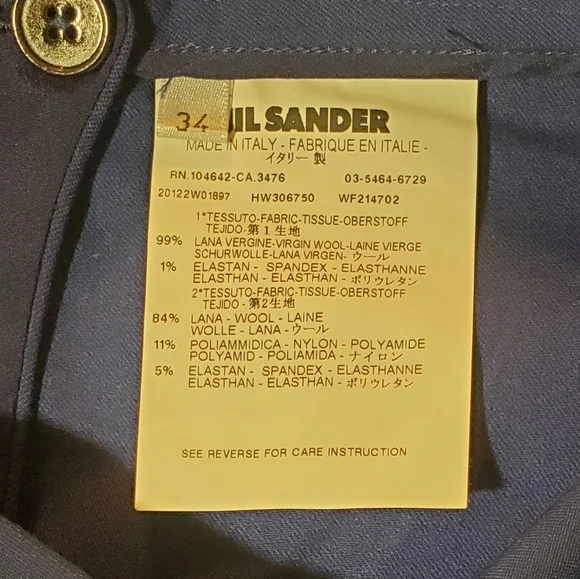 34
JIL SANDER
MADE IN ITALY - FABRIQUE EN ITALIE -
イタリー 製
RN.104642-CA.3476 03-5464-6729
20122W01897 HW306750 WF214702
1°TESSUTO-FABRIC-TISSUE-OBERSTOFF
TEJIDO-第1生地
99% LANA VERGINE-VIRGIN WOOL-LAINE VIERGE
SCHURWOLLE-LANA VIRGEN-ウール
1% ELASTAN - SPANDEX - ELASTHANNE
ELASTHAN - ELASTHAN - ポリウレタン
2°TESSUTO-FABRIC-TISSUE-OBERSTOFF
TEJIDO - 第2生地
84% LANA - WOOL - LAINE
WOLLE - LANA - ウール
11% POLIAMMIDICA - NYLON - POLYAMIDE
POLYAMID - POLIAMIDA - ナイロン
5% ELASTAN - SPANDEX - ELASTHANNE
ELASTHAN - ELASTHAN - ポリウレタン
SEE REVERSE FOR CARE INSTRUCTION